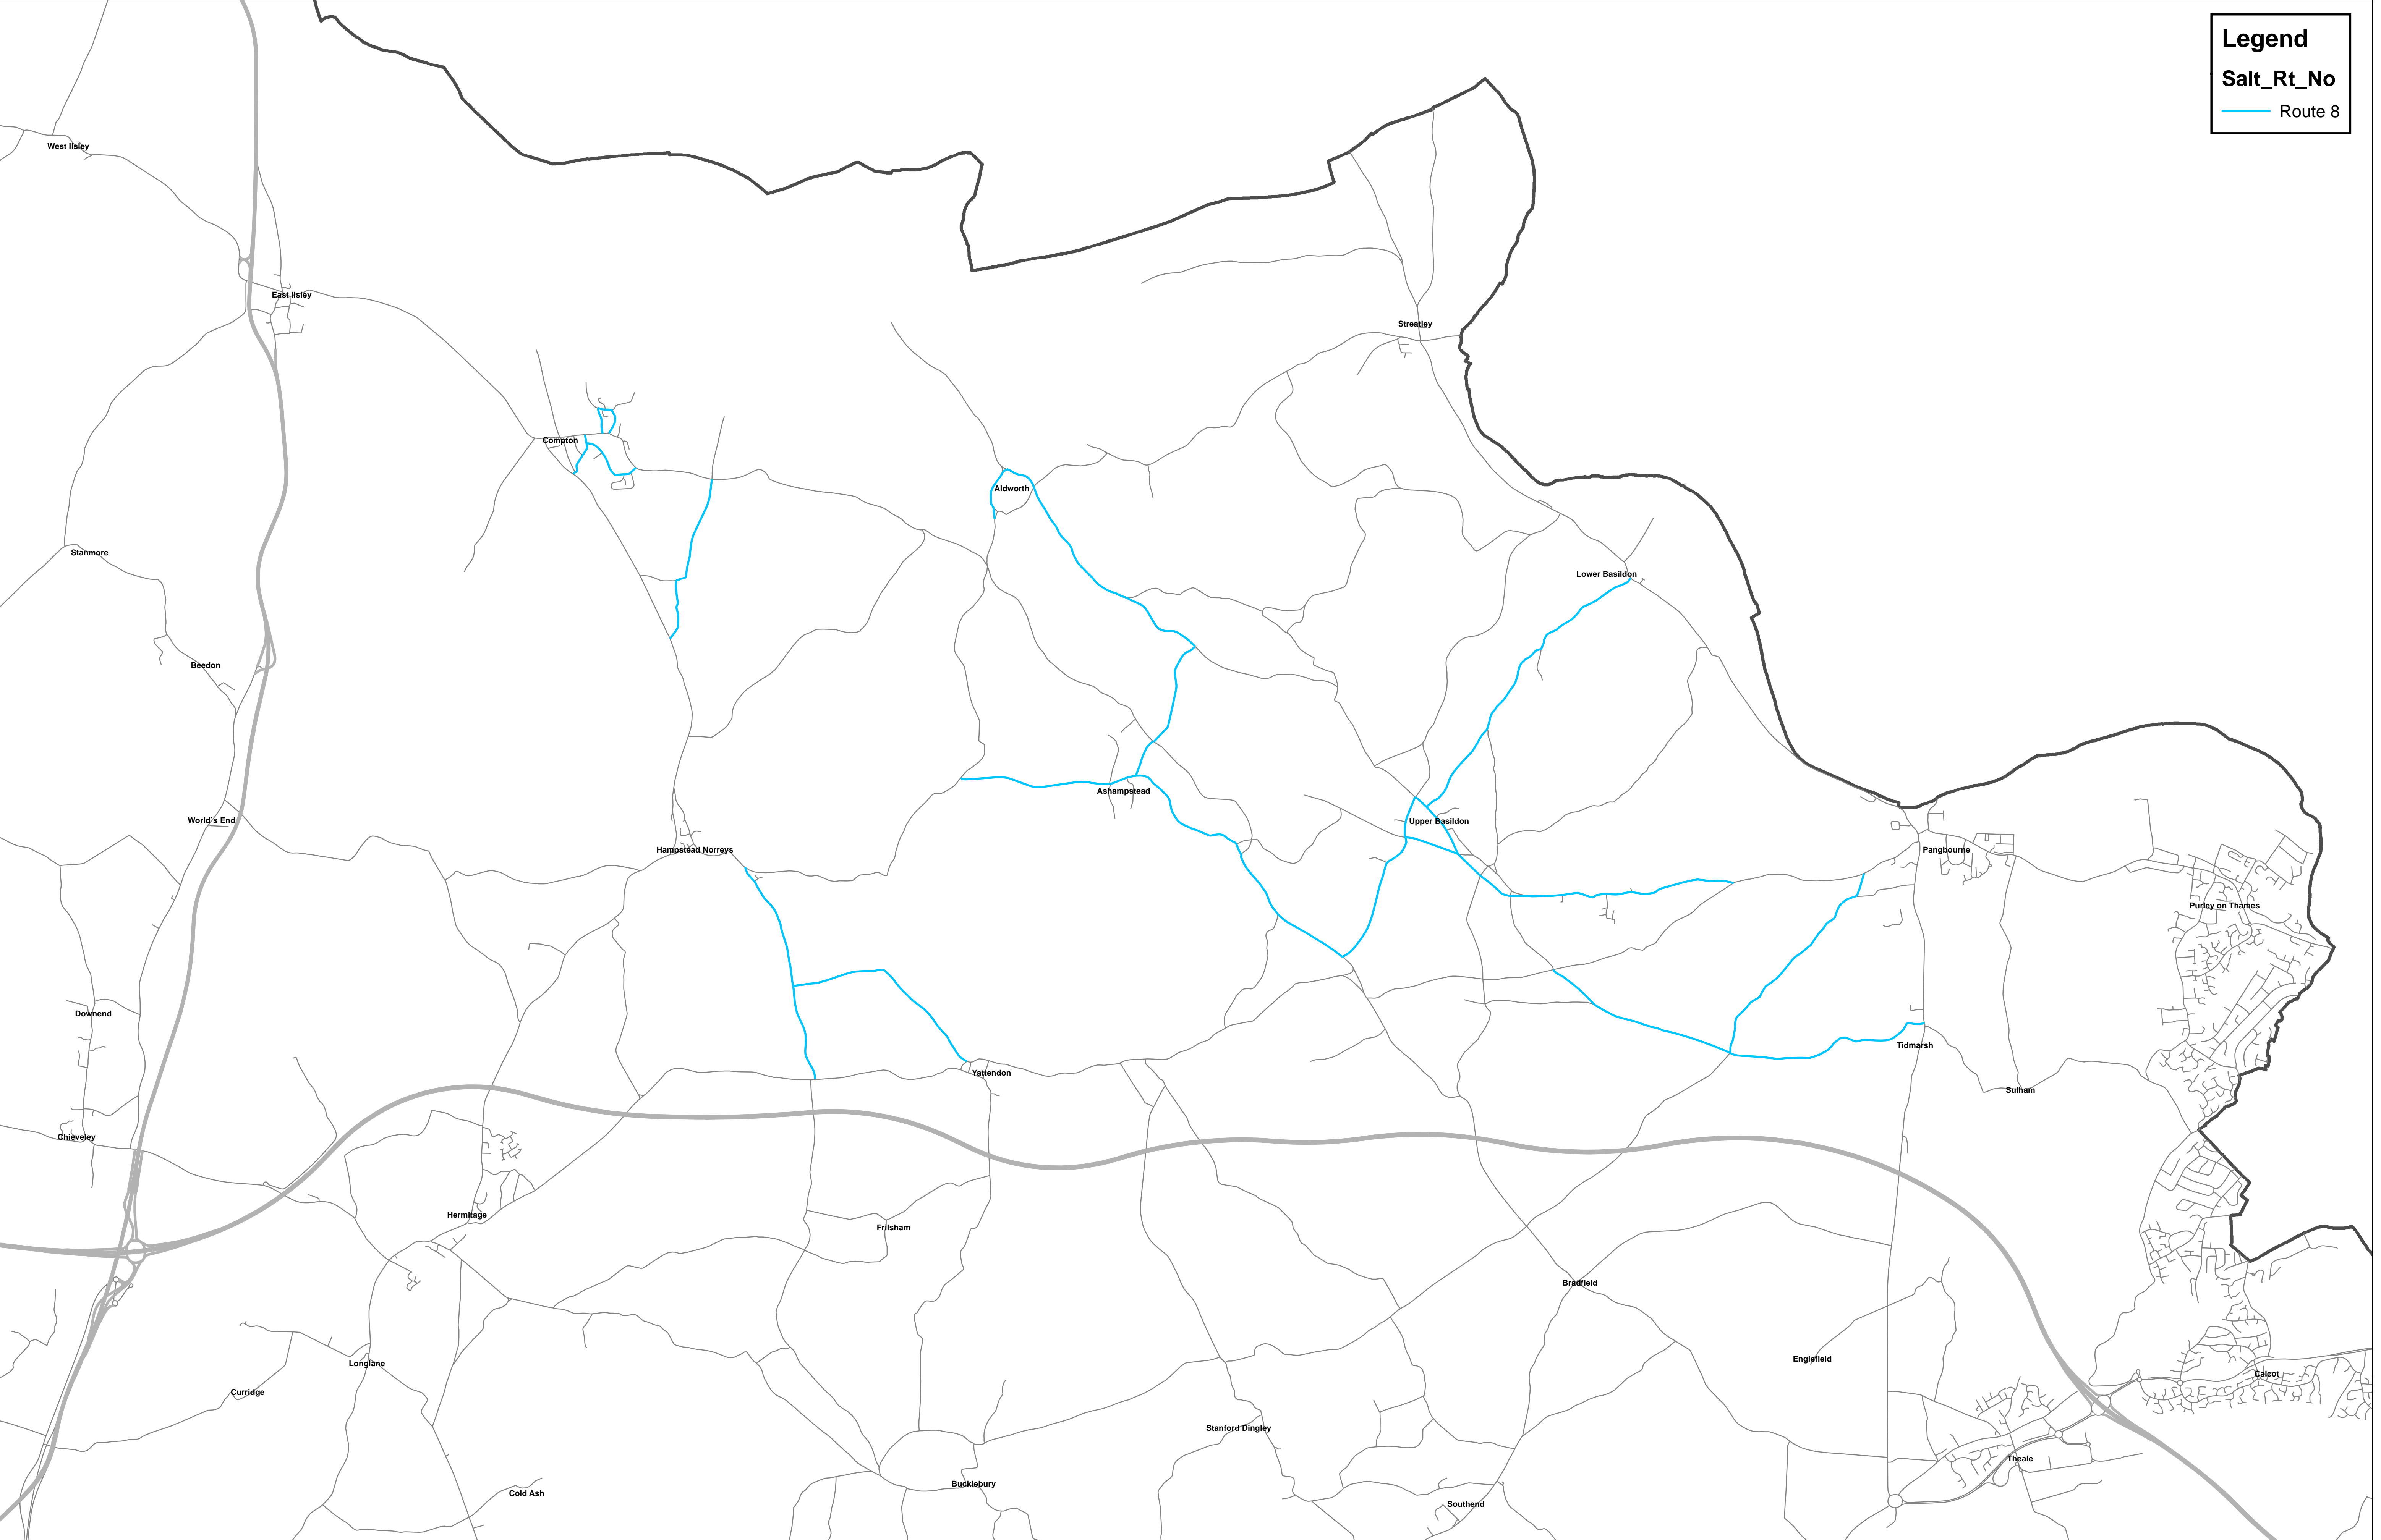 Legend
Salt_Rt_No
Route 8
West Ilsley
East Ilsley
Streatley
Compton
Aldworth
Stanmore
Lower Basildon
Beedon
Ashampstead
World's End
Upper Basildon
Hampstead Norreys
Pangbourne
Purley on Thames
Downend
Tidmarsh
Yattendon
Sulham
Chieveley
Hermitage
Frilsham
Bradfield
Englefield
Longlane
Calcot
Curridge
Stanford Dingley
Theale
Bucklebury
Cold Ash
Southend